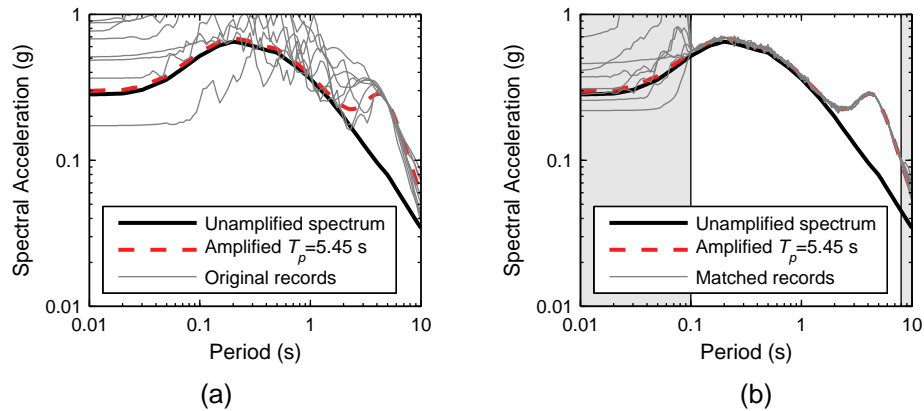 1
0.1
0.01
0.01
0.1
1
10
Spectral Acceleration (g)
Period (s)
Unamplified spectrum
Amplified Tp=5.45 s
Original records
(a)
1
0.1
0.01
0.01
0.1
1
10
Spectral Acceleration (g)
Period (s)
Unamplified spectrum
Amplified Tp=5.45 s
Matched records
(b)